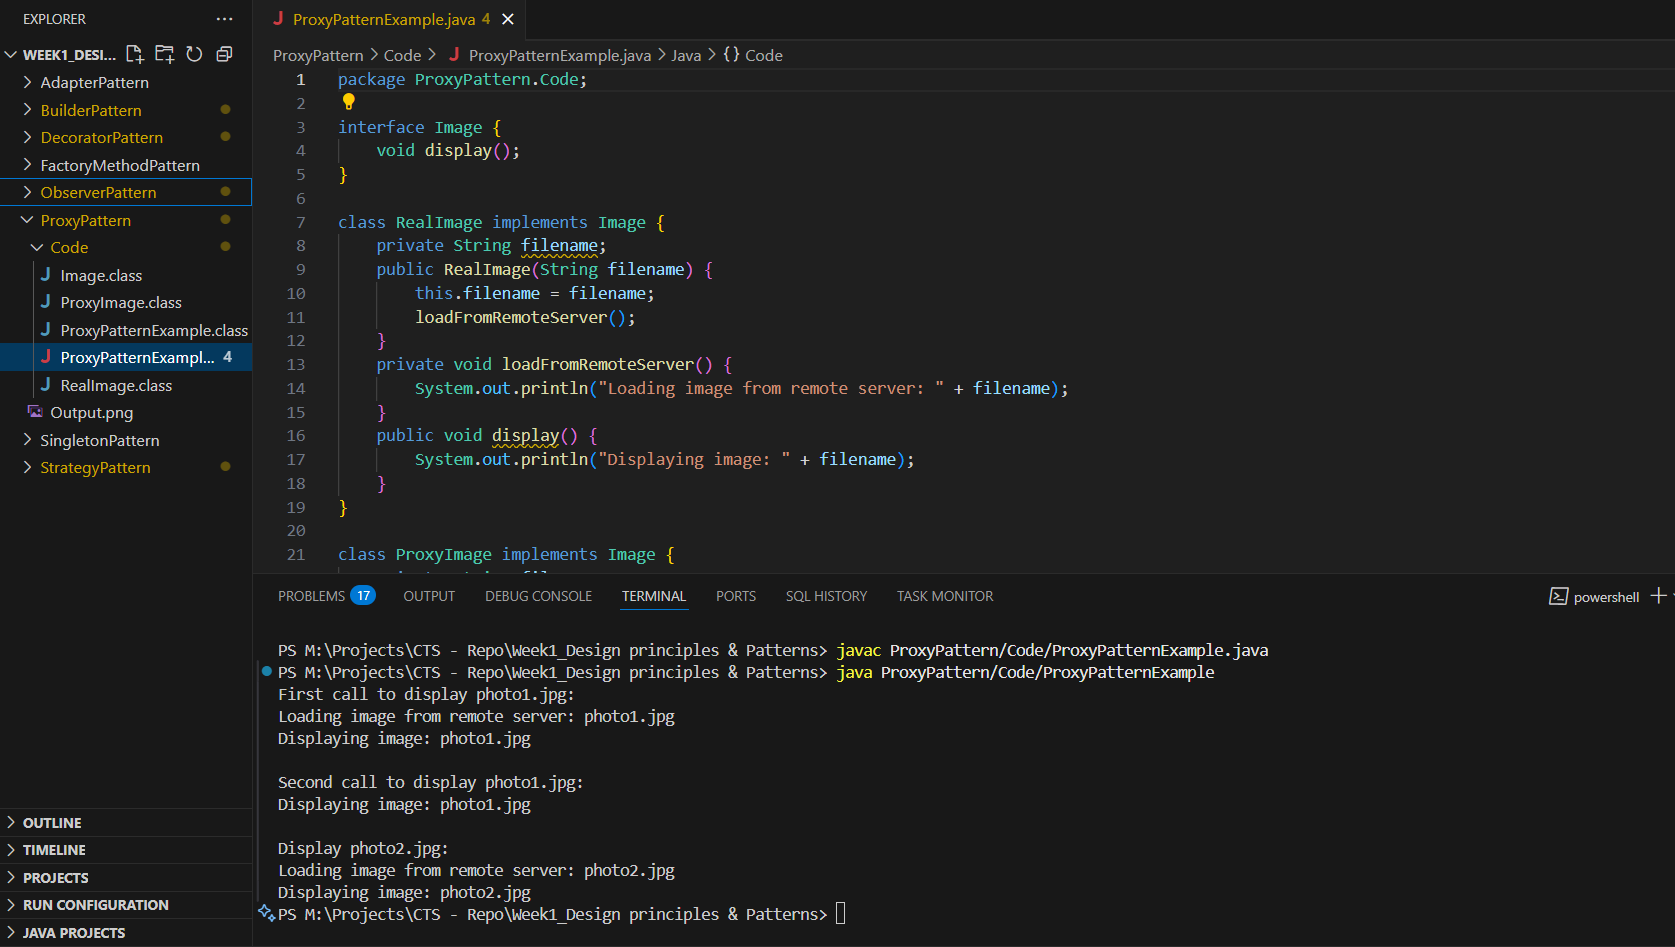 EXPLORER
WEEK1_DESI...
AdapterPattern
BuilderPattern
DecoratorPattern
FactoryMethodPattern
ObserverPattern
ProxyPattern
Code
Image.class
ProxyImage.class
ProxyPatternExample.class
ProxyPatternExampl... 4
RealImage.class
Output.png
SingletonPattern
StrategyPattern
OUTLINE
TIMELINE
PROJECTS
RUN CONFIGURATION
JAVA PROJECTS
ProxyPatternExample.java 4
ProxyPattern > Code > ProxyPatternExample.java > Java > {} Code
1 package ProxyPattern.Code;
2
3 interface Image {
4     void display();
5 }
6
7 class RealImage implements Image {
8     private String filename;
9     public RealImage(String filename) {
10         this.filename = filename;
11         loadFromRemoteServer();
12     }
13     private void loadFromRemoteServer() {
14         System.out.println("Loading image from remote server: " + filename);
15     }
16     public void display() {
17         System.out.println("Displaying image: " + filename);
18     }
19 }
20
21 class ProxyImage implements Image {
PROBLEMS 17 OUTPUT DEBUG CONSOLE TERMINAL PORTS SQL HISTORY TASK MONITOR
powershell
PS M:\Projects\CTS - Repo\Week1_Design principles & Patterns> javac ProxyPattern/Code/ProxyPatternExample.java
PS M:\Projects\CTS - Repo\Week1_Design principles & Patterns> java ProxyPattern/Code/ProxyPatternExample
First call to display photo1.jpg:
Loading image from remote server: photo1.jpg
Displaying image: photo1.jpg
Second call to display photo1.jpg:
Displaying image: photo1.jpg
Display photo2.jpg:
Loading image from remote server: photo2.jpg
Displaying image: photo2.jpg
PS M:\Projects\CTS - Repo\Week1_Design principles & Patterns>